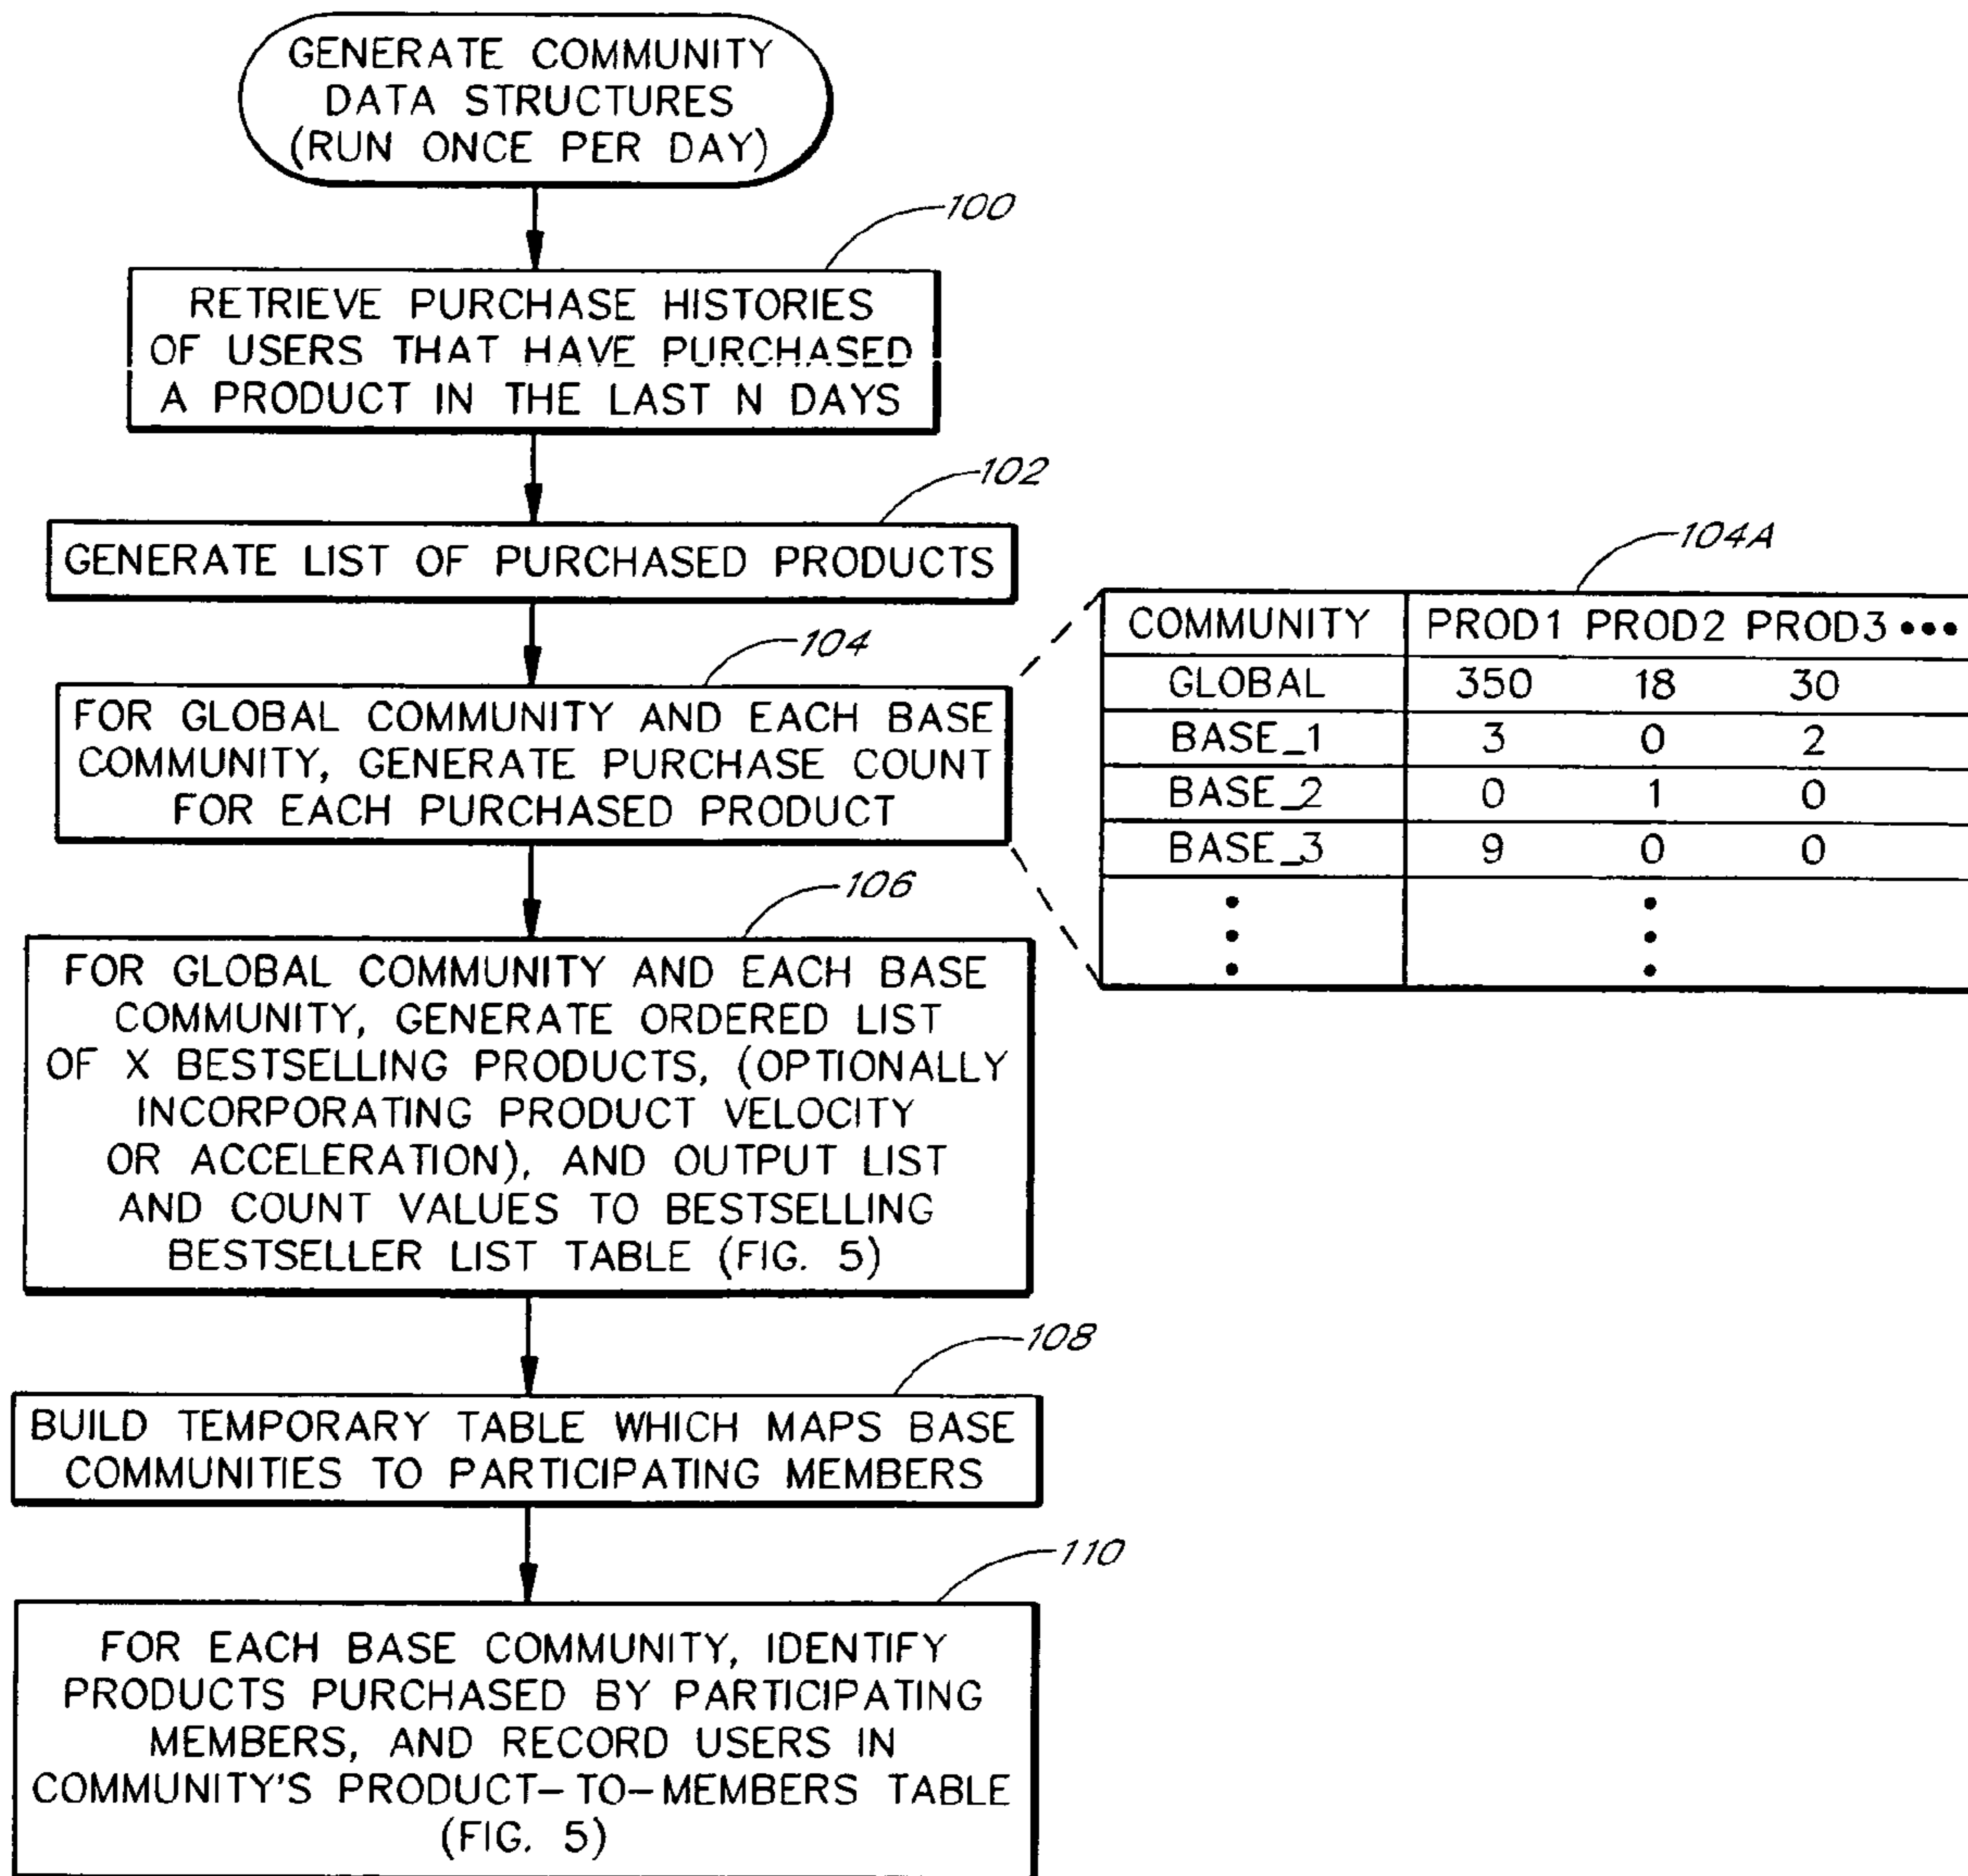 GENERATE COMMUNITY
DATA STRUCTURES
(RUN ONCE PER DAY)
100
RETRIEVE PURCHASE HISTORIES
OF USERS THAT HAVE PURCHASED
A PRODUCT IN THE LAST N DAYS
102
GENERATE LIST OF PURCHASED PRODUCTS
104
FOR GLOBAL COMMUNITY AND EACH BASE
COMMUNITY, GENERATE PURCHASE COUNT
FOR EACH PURCHASED PRODUCT
104A
COMMUNITY PROD1 PROD2 PROD3 •••
GLOBAL 350 18 30
BASE_1 3 0 2
BASE_2 0 1 0
BASE_3 9 0 0
106
FOR GLOBAL COMMUNITY AND EACH BASE
COMMUNITY, GENERATE ORDERED LIST
OF X BESTSELLING PRODUCTS, (OPTIONALLY
INCORPORATING PRODUCT VELOCITY
OR ACCELERATION), AND OUTPUT LIST
AND COUNT VALUES TO BESTSELLING
BESTSELLER LIST TABLE (FIG. 5)
108
BUILD TEMPORARY TABLE WHICH MAPS BASE
COMMUNITIES TO PARTICIPATING MEMBERS
110
FOR EACH BASE COMMUNITY, IDENTIFY
PRODUCTS PURCHASED BY PARTICIPATING
MEMBERS, AND RECORD USERS IN
COMMUNITY'S PRODUCT-TO-MEMBERS TABLE
(FIG. 5)